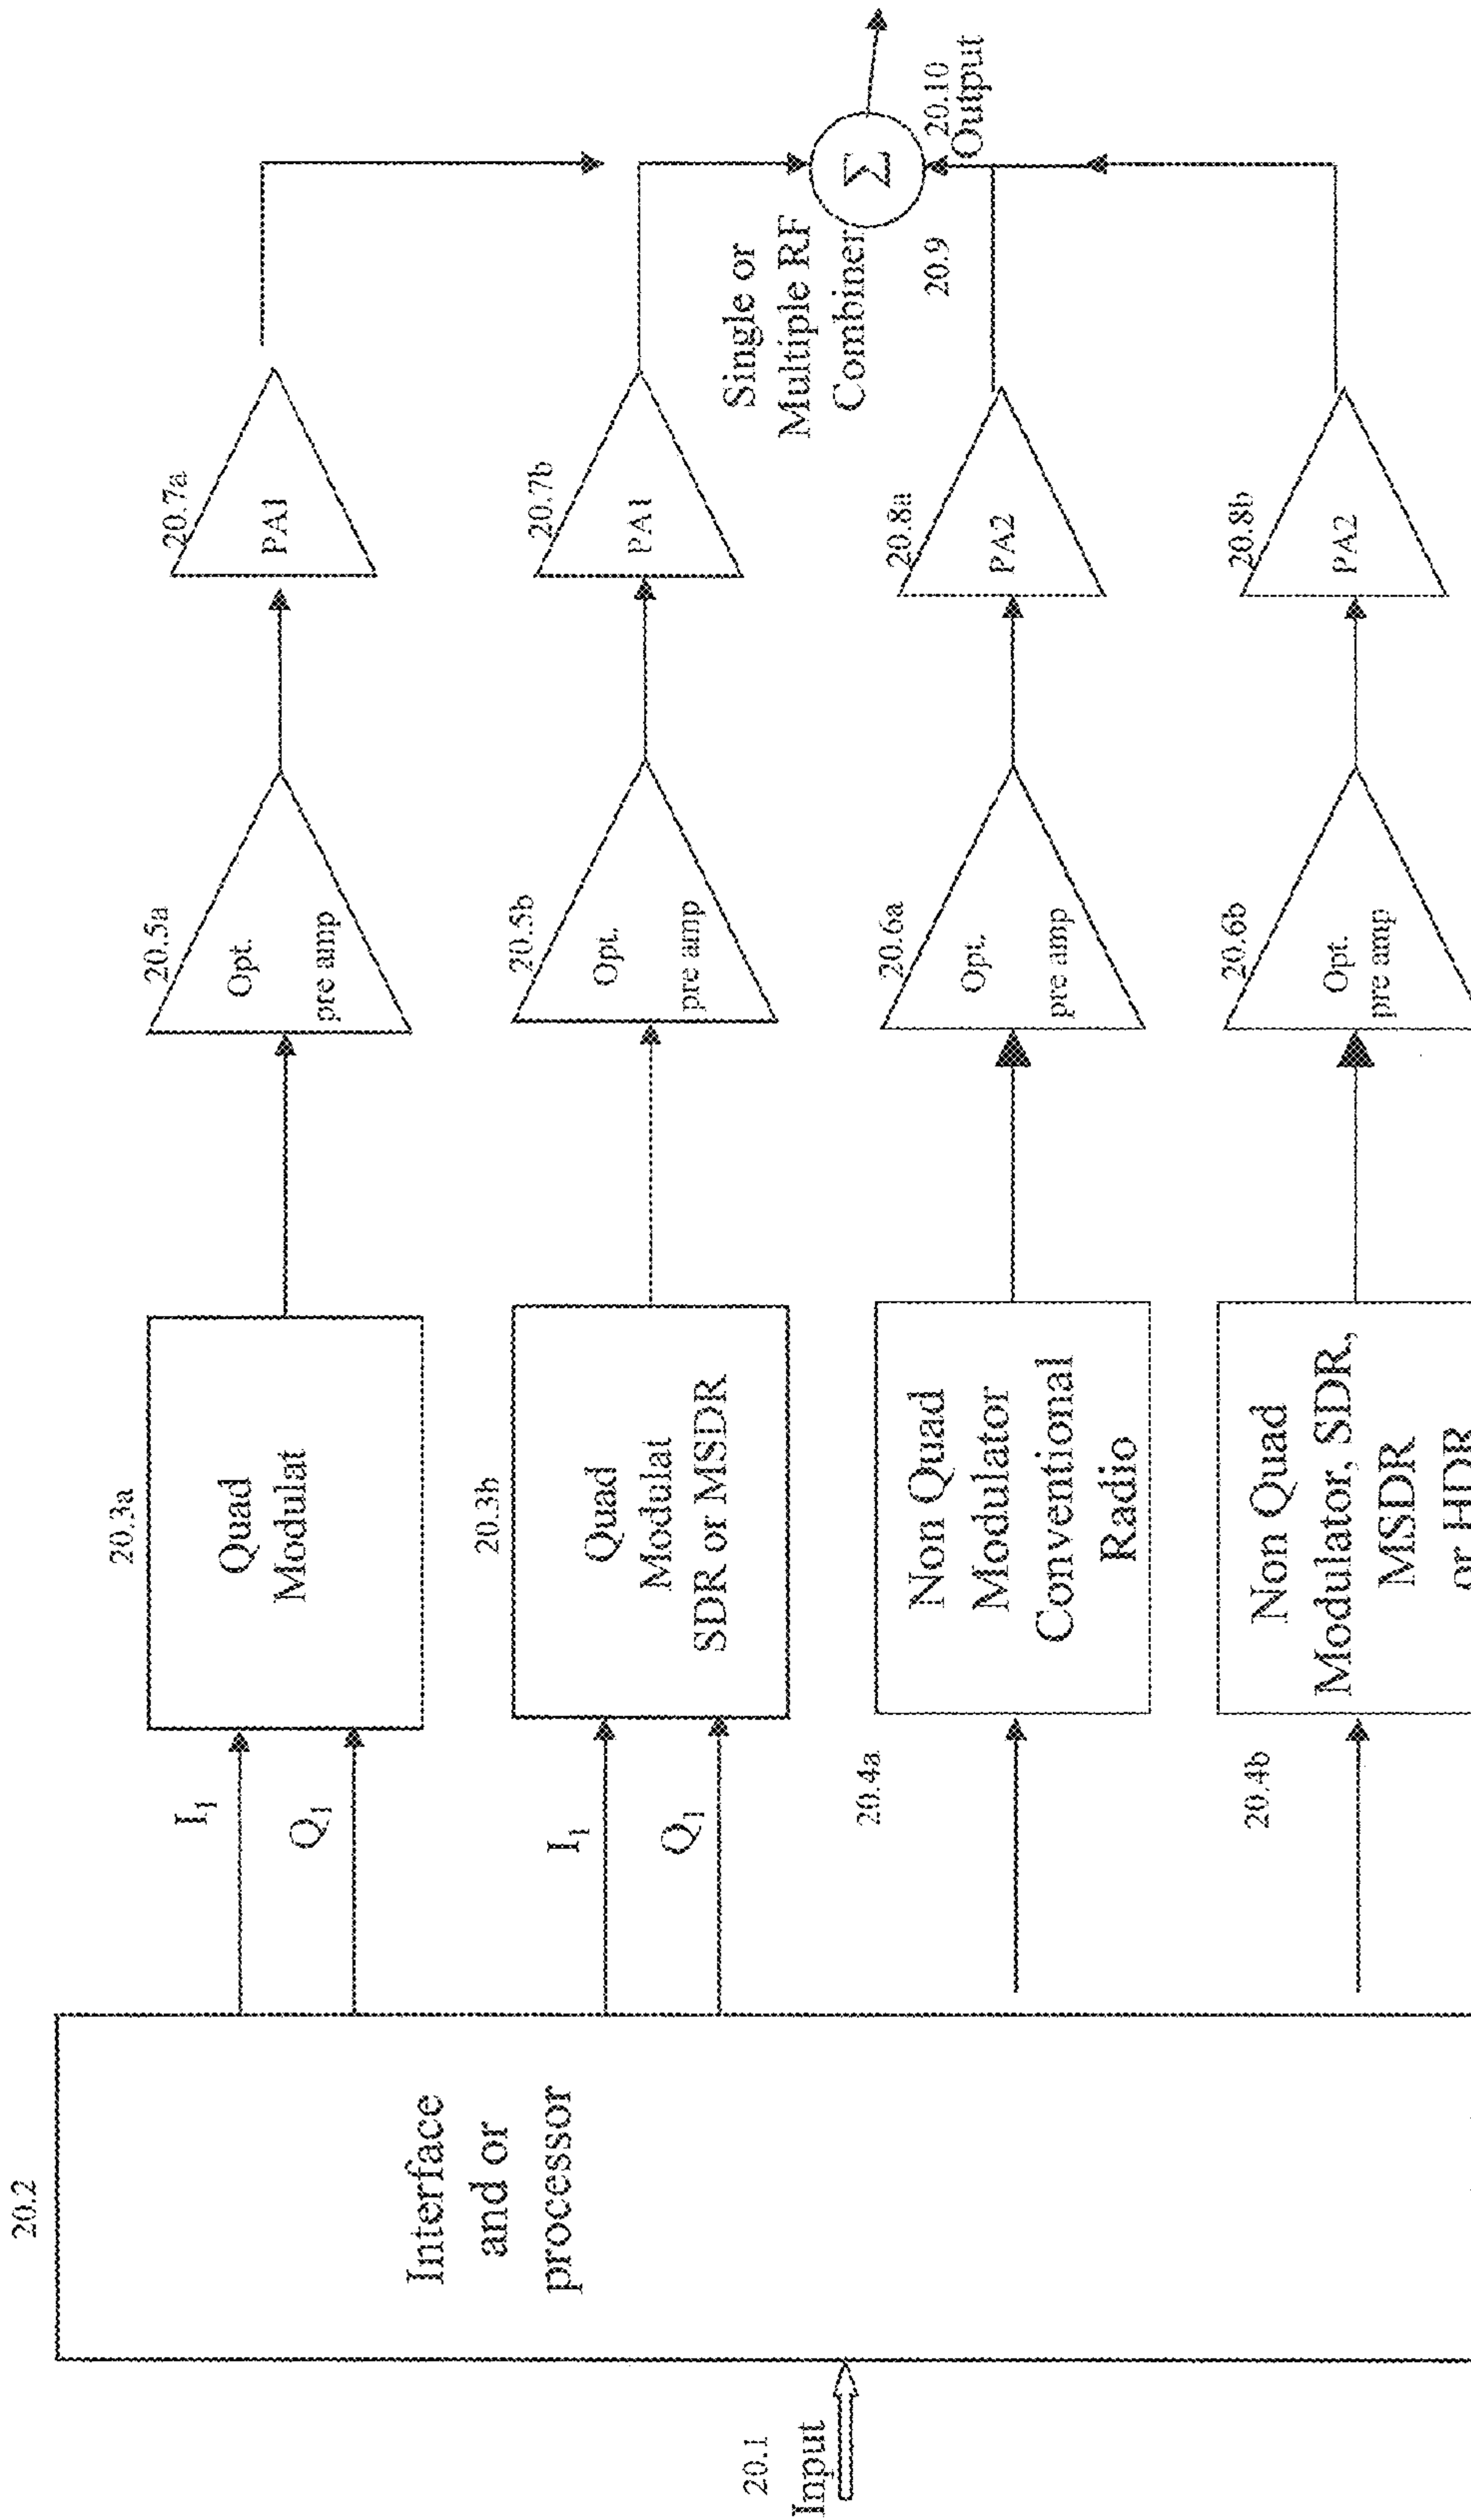 20.1
Input
20.2
Interface
and or
processor
I1
Q1
20.3a
Quad
Modulat
20.5a
Opt.
pre amp
20.7a
PA1
I1
Q1
20.3b
Quad
Modulat
SDR or MSDR
20.5b
Opt.
pre amp
20.7b
PA1
Single or
Multiple RF
Combiner
20.9
Σ
20.10
Output
20.4a
Non Quad
Modulator
Conventional
Radio
20.6a
Opt.
pre amp
20.8a
PA2
20.4b
Non Quad
Modulator, SDR,
MSDR
or HDR
20.6b
Opt.
pre amp
20.8b
PA2